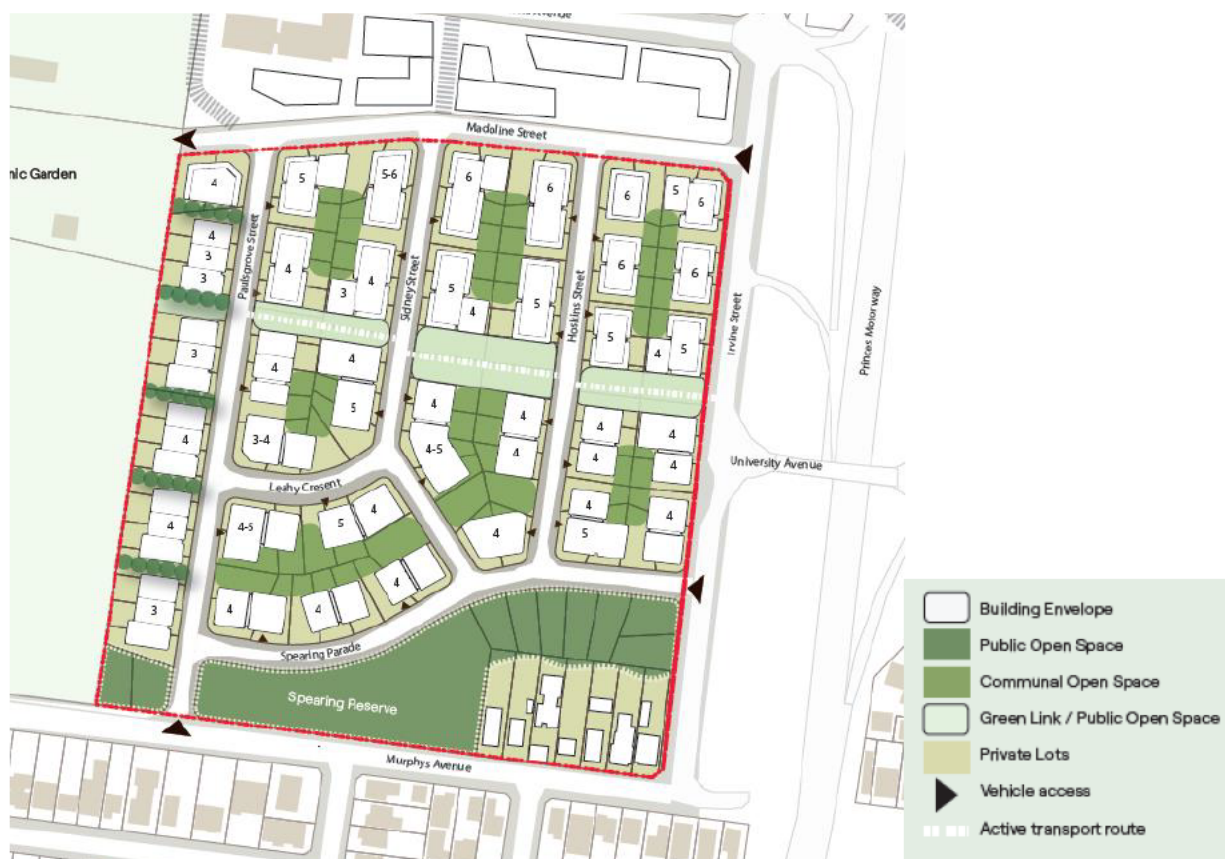 Madoline Street
nic Garden
4
5
5-6
6
6
6
5
6
4
3
3
4
3
4
5
4
5
6
6
5
4
5
3
4
5
4
4
4-5
4
4
4
4
4
4
3-4
4
4
5
4
4
4-5
5
4
4
4
4
4
3
Paulsgrove Street
Sidney Street
Hoskins Street
Irvine Street
Princes Motorway
University Avenue
Leahy Cresent
Spearing Parade
Spearing Reserve
Murphys Avenue
Building Envelope
Public Open Space
Communal Open Space
Green Link / Public Open Space
Private Lots
Vehicle access
Active transport route